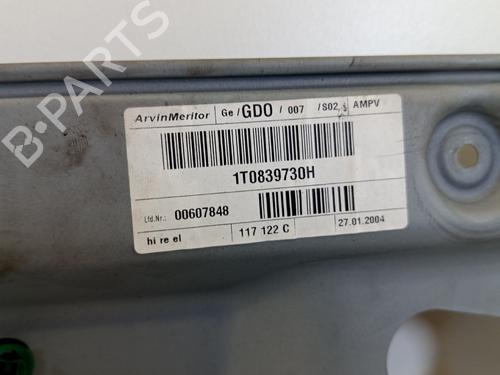 B-PARTS
ArvinMeritor Ge/GDO/ 007 /S02 AMPV
1T0839730H
Lfd.Nr.: 00607848
hi re el 117 122 C 27.01.2004